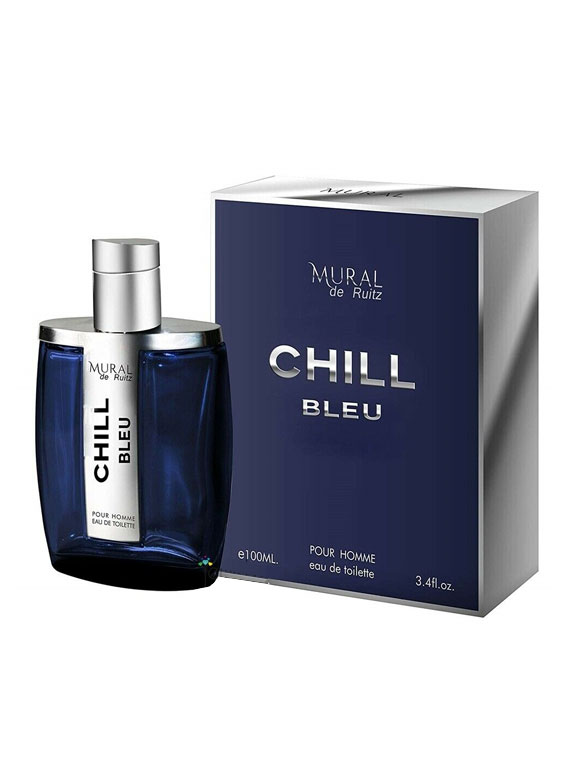 MURAL
de Ruitz
CHILL
BLEU
POUR HOMME
EAU DE TOILETTE
MURAL
MURAL
de Ruitz
CHILL
BLEU
e100ML.
POUR HOMME
eau de toilette
3.4fl.oz.